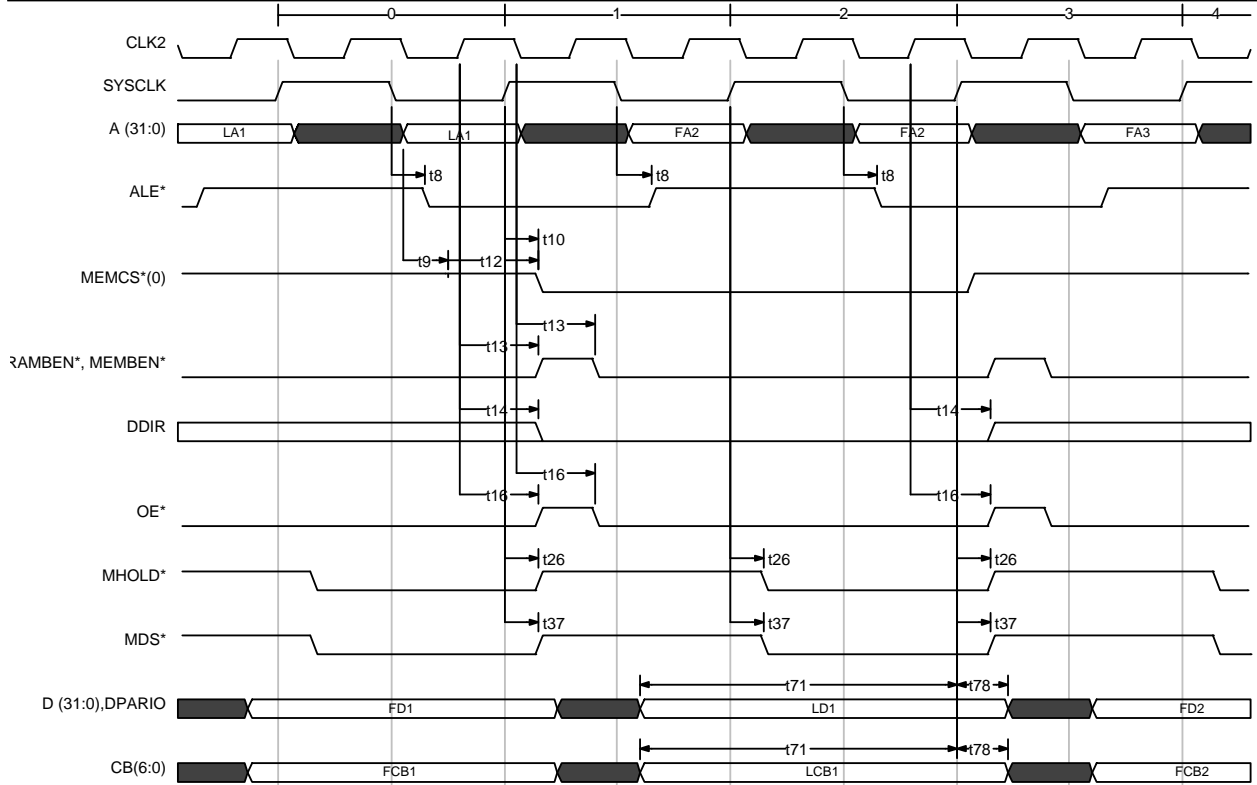 0 1 2 3 4
CLK2
SYSCLK
A (31:0) LA1 LA1 FA2 FA2 FA3
t8 t8 t8
ALE*
t10
t9 t12
MEMCS*(0)
t13
t13
RAMBEN*, MEMBEN*
t14 t14
DDIR
t16
t16 t16
OE*
t26 t26 t26
MHOLD*
t37 t37 t37
MDS*
t71 t78
D (31:0),DPARIO FD1 LD1 FD2
t71 t78
CB(6:0) FCB1 LCB1 FCB2